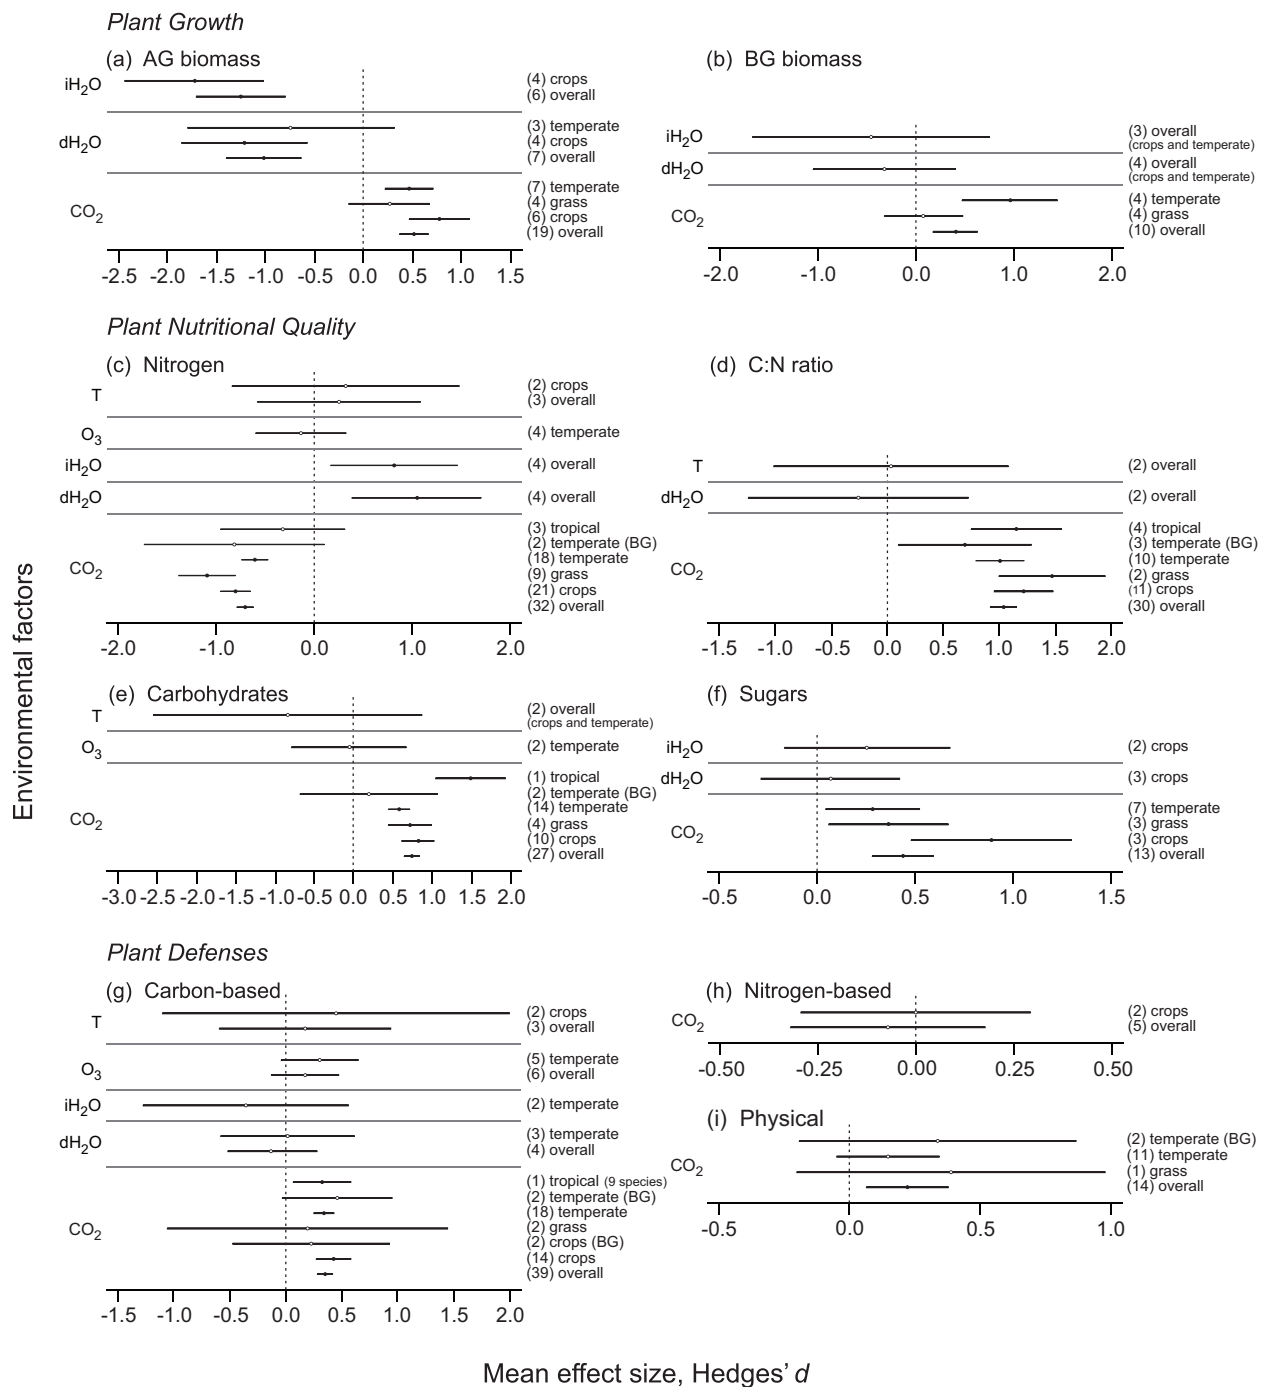 Plant Growth
(a) AG biomass
iH2O
(4) crops
(6) overall
dH2O
(3) temperate
(4) crops
(7) overall
CO2
(7) temperate
(4) grass
(6) crops
(19) overall
-2.5 -2.0 -1.5 -1.0 -0.5 0.0 0.5 1.0 1.5
(b) BG biomass
iH2O
(3) overall
(crops and temperate)
dH2O
(4) overall
(crops and temperate)
CO2
(4) temperate
(4) grass
(10) overall
-2.0 -1.0 0.0 1.0 2.0
Plant Nutritional Quality
(c) Nitrogen
T
(2) crops
(3) overall
O3
(4) temperate
iH2O
(4) overall
dH2O
(4) overall
CO2
(3) tropical
(2) temperate (BG)
(18) temperate
(9) grass
(21) crops
(32) overall
-2.0 -1.0 0.0 1.0 2.0
(d) C:N ratio
T
(2) overall
dH2O
(2) overall
CO2
(4) tropical
(3) temperate (BG)
(10) temperate
(2) grass
(11) crops
(30) overall
-1.5 -1.0 -0.5 0.0 0.5 1.0 1.5 2.0
Environmental factors
(e) Carbohydrates
T
(2) overall
(crops and temperate)
O3
(2) temperate
CO2
(1) tropical
(2) temperate (BG)
(14) temperate
(4) grass
(10) crops
(27) overall
-3.0 -2.5 -2.0 -1.5 -1.0 -0.5 0.0 0.5 1.0 1.5 2.0
(f) Sugars
iH2O
(2) crops
dH2O
(3) crops
CO2
(7) temperate
(3) grass
(3) crops
(13) overall
-0.5 0.0 0.5 1.0 1.5
Plant Defenses
(g) Carbon-based
T
(2) crops
(3) overall
O3
(5) temperate
(6) overall
iH2O
(2) temperate
dH2O
(3) temperate
(4) overall
CO2
(1) tropical (9 species)
(2) temperate (BG)
(18) temperate
(2) grass
(2) crops (BG)
(14) crops
(39) overall
-1.5 -1.0 -0.5 0.0 0.5 1.0 1.5 2.0
(h) Nitrogen-based
CO2
(2) crops
(5) overall
-0.50 -0.25 0.00 0.25 0.50
(i) Physical
CO2
(2) temperate (BG)
(11) temperate
(1) grass
(14) overall
-0.5 0.0 0.5 1.0
Mean effect size, Hedges' d